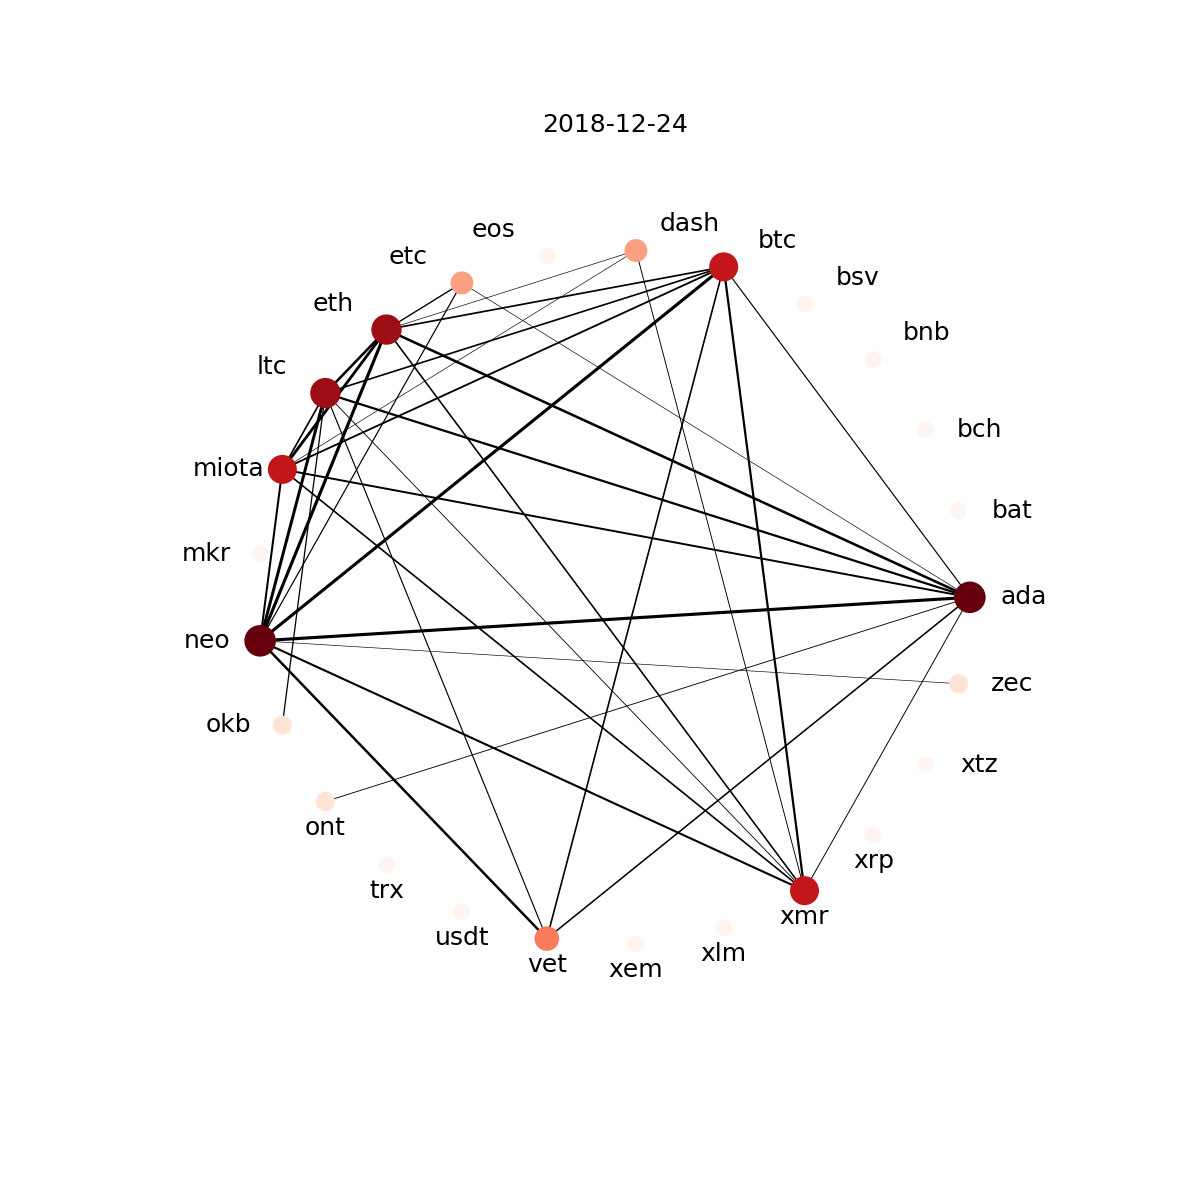 2018-12-24
dash
eos
btc
etc
bsv
eth
bnb
ltc
bch
miota
bat
mkr
ada
neo
zec
okb
xtz
ont
xrp
trx
xmr
usdt
xlm
vet
xem